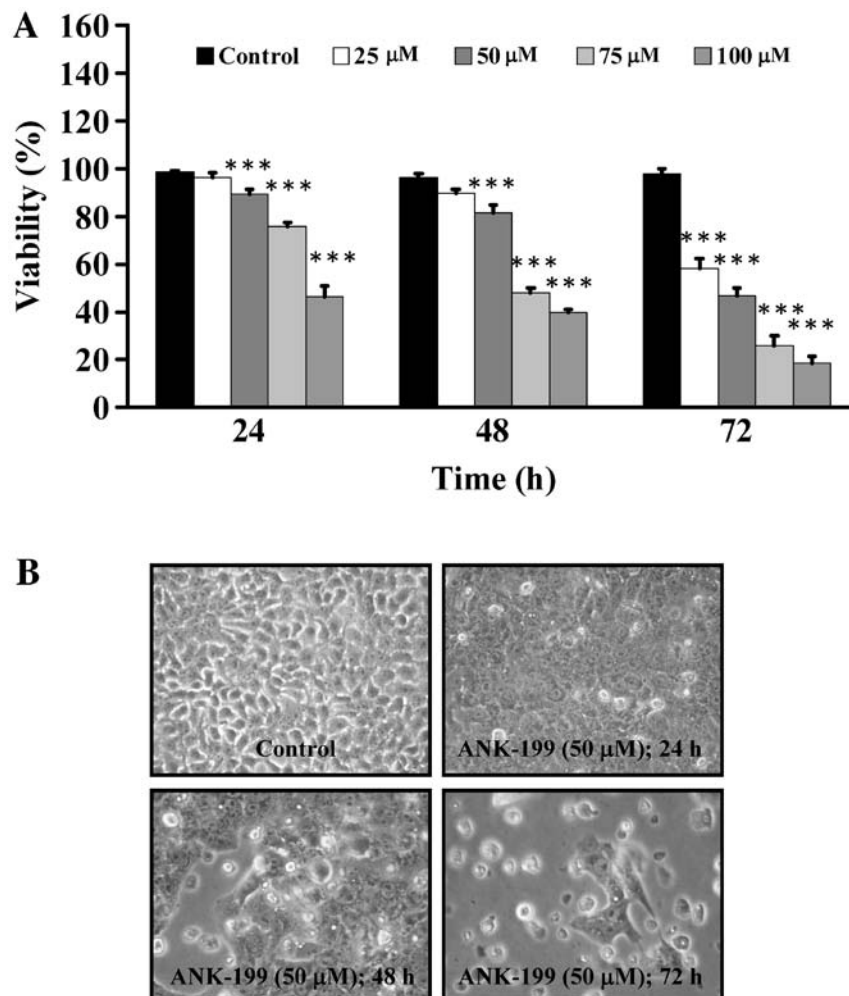 A
160
140
120
100
80
60
40
20
0
Viability (%)
Control 25 μM 50 μM 75 μM 100 μM
*** *** ***
*** *** ***
*** *** *** ***
24 48 72
Time (h)
B
Control
ANK-199 (50 μM); 24 h
ANK-199 (50 μM); 48 h
ANK-199 (50 μM); 72 h